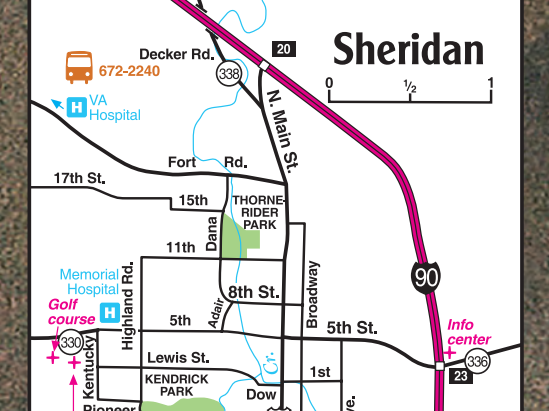 Sheridan
0 ½ 1
20
Decker Rd.
338
672-2240
H VA
Hospital
N. Main St.
Fort Rd.
17th St.
15th
THORNE-
RIDER
PARK
Dana
11th
90
Memorial
Hospital
H
Golf
course
Highland Rd.
8th St.
Broadway
Adair
5th
5th St.
Info
center
330
336
23
Kentucky
Lewis St.
Cr.
1st
KENDRICK
PARK
Dow
Pioneer
ve.